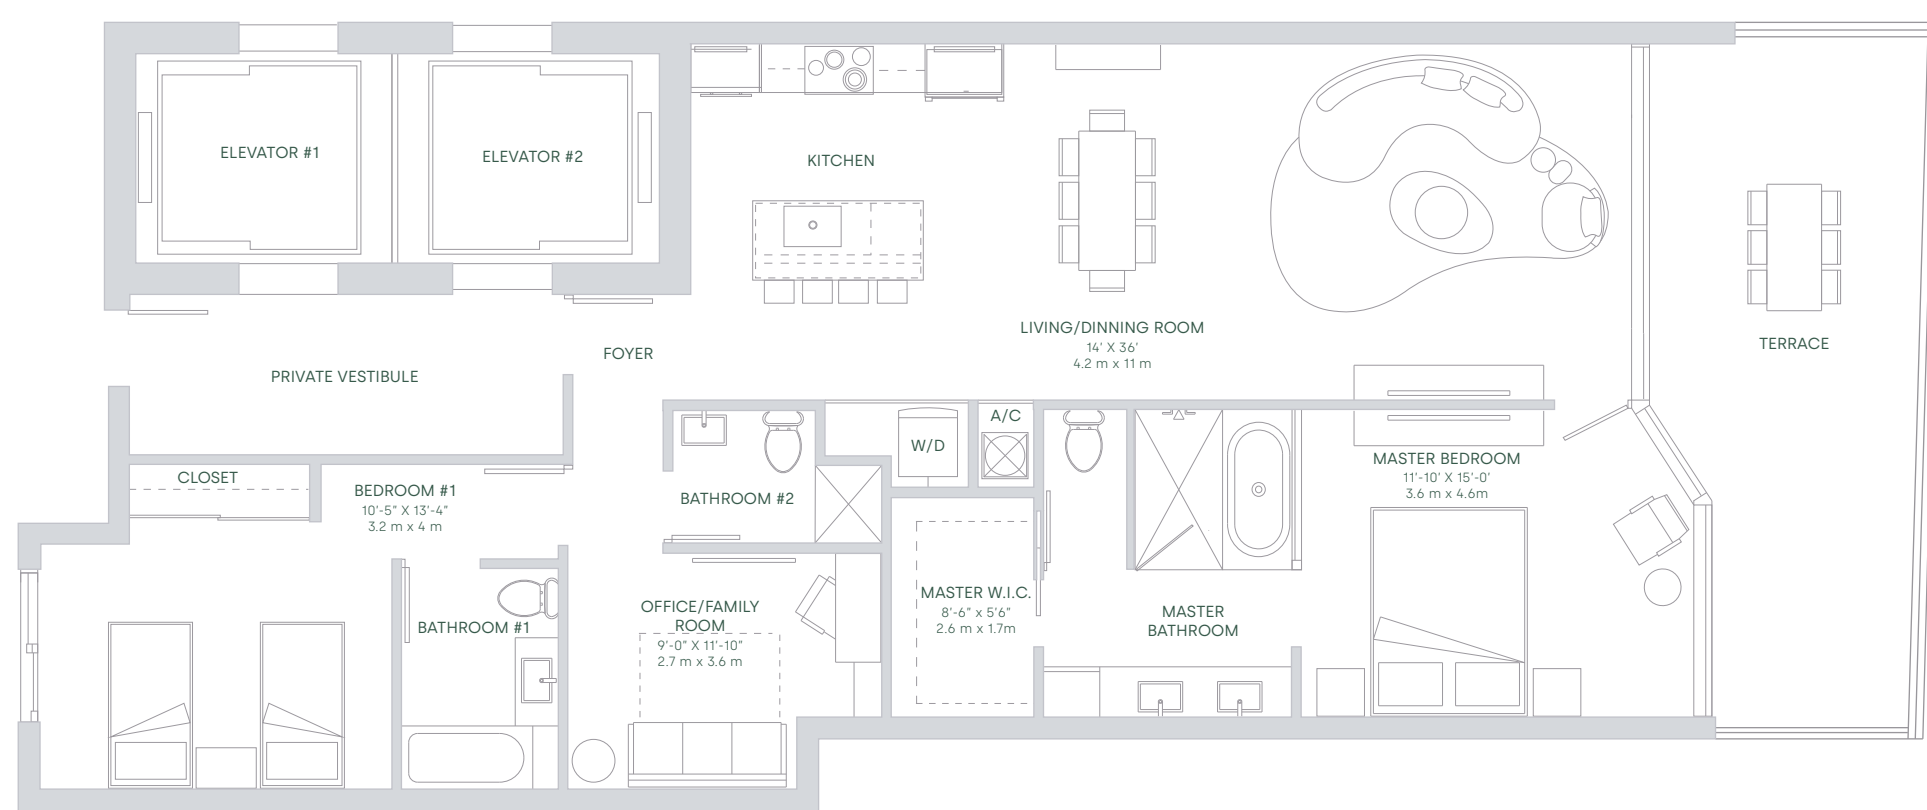 ELEVATOR #1
ELEVATOR #2
KITCHEN
LIVING/DINNING ROOM
14' X 36'
4.2 m x 11 m
TERRACE
FOYER
PRIVATE VESTIBULE
A/C
W/D
CLOSET
BEDROOM #1
10'-5" X 13'-4"
3.2 m x 4 m
BATHROOM #2
MASTER BEDROOM
11'-10' X 15'-0'
3.6 m x 4.6m
MASTER W.I.C.
8'-6" x 5'6"
2.6 m x 1.7m
OFFICE/FAMILY
ROOM
9'-0" X 11'-10"
2.7 m x 3.6 m
BATHROOM #1
MASTER
BATHROOM